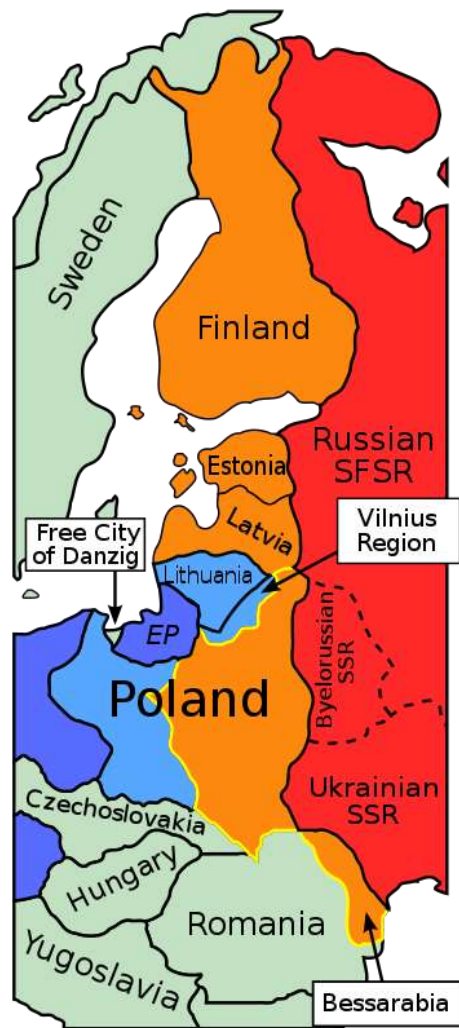 Sweden
Finland
Russian
SFSR
Estonia
Latvia
Vilnius
Region
Free City
of Danzig
Lithuania
EP
Poland
Byelorussian
SSR
Ukrainian
SSR
Czechoslovakia
Hungary
Romania
Yugoslavia
Bessarabia